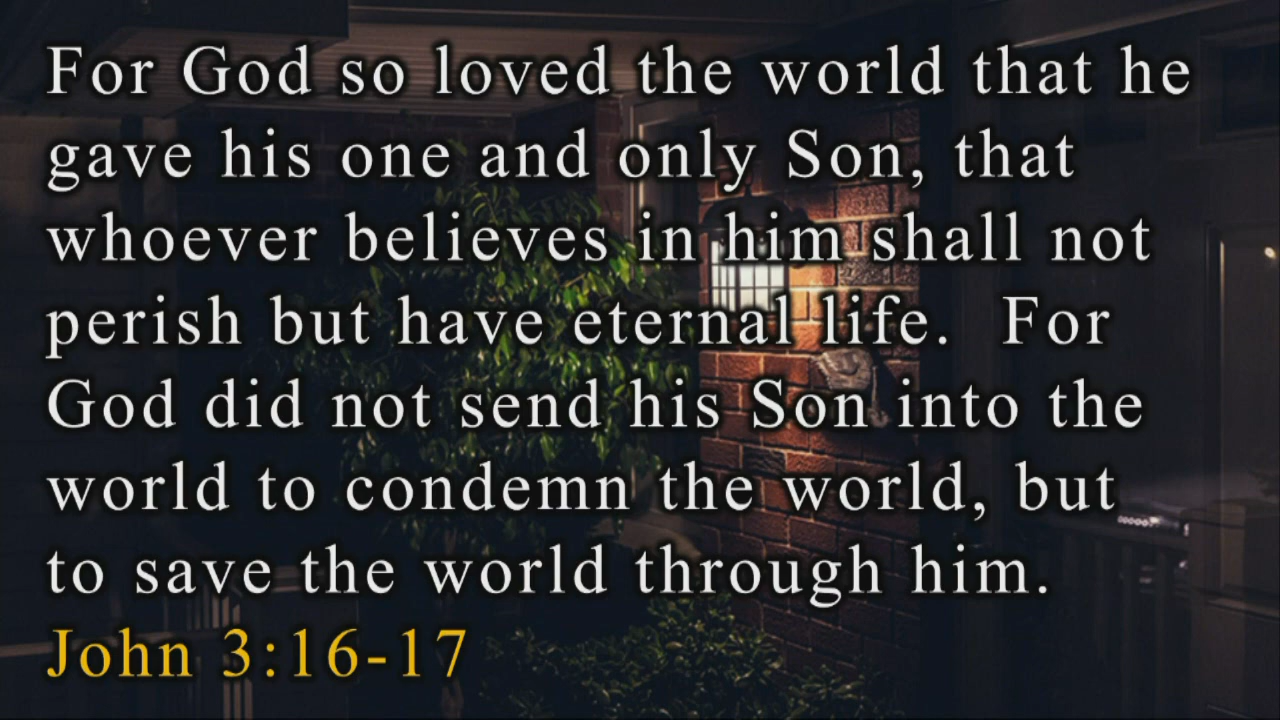 For God so loved the world that he
gave his one and only Son, that
whoever believes in him shall not
perish but have eternal life.  For
God did not send his Son into the
world to condemn the world, but
to save the world through him.
John 3:16-17